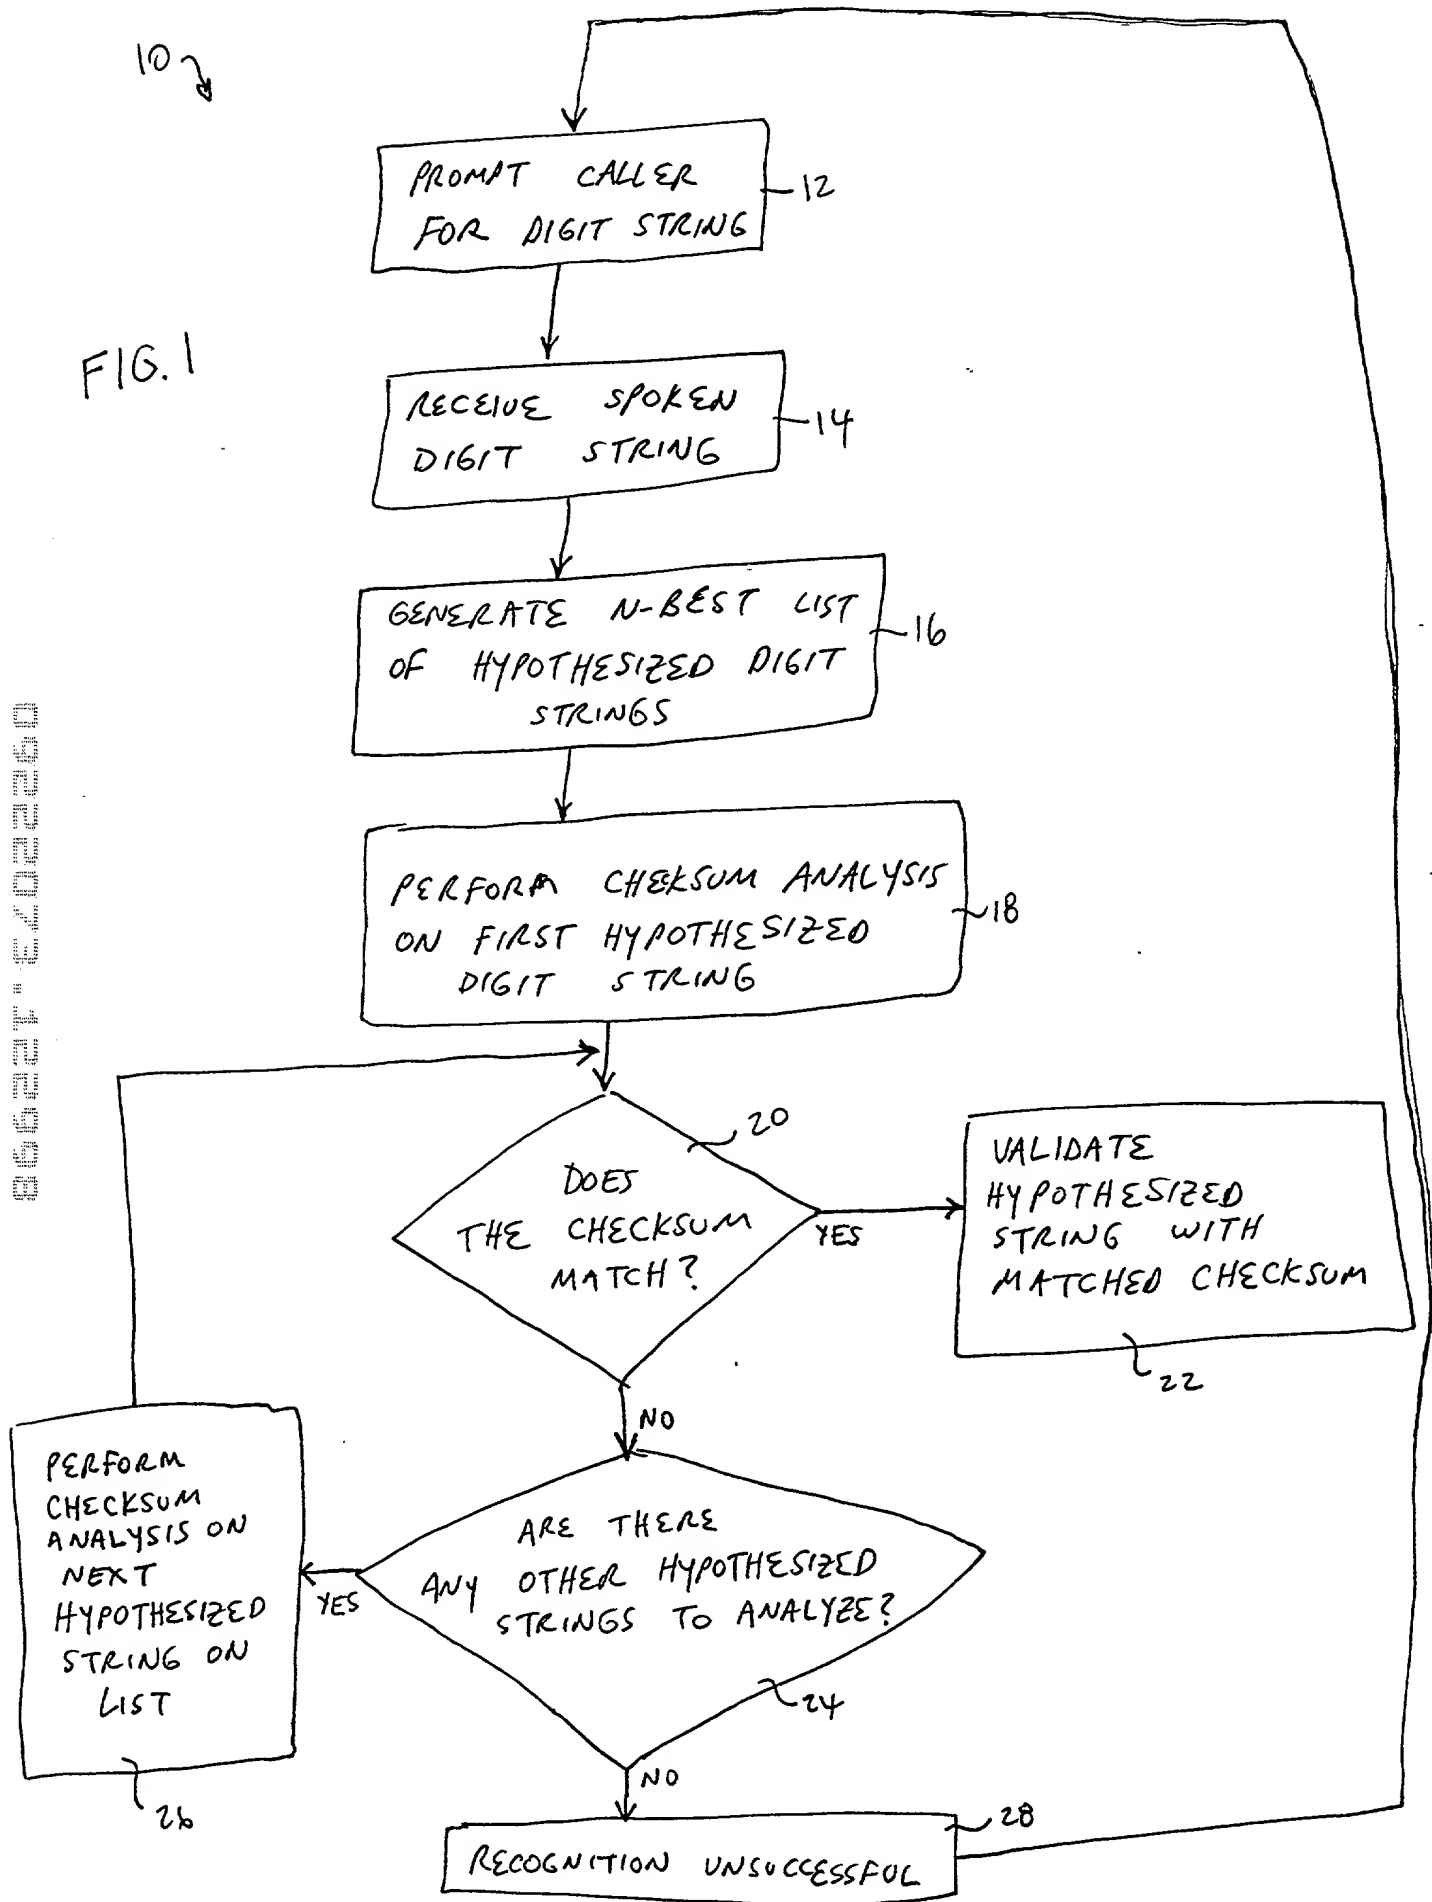 10
PROMPT CALLER
FOR DIGIT STRING
12
FIG. 1
RECEIVE SPOKEN
DIGIT STRING
14
GENERATE N-BEST LIST
OF HYPOTHESIZED DIGIT
STRINGS
16
PERFORM CHEKSUM ANALYSIS
ON FIRST HYPOTHESIZED
DIGIT STRING
18
DOES
THE CHECKSUM
MATCH?
20
YES
VALIDATE
HYPOTHESIZED
STRING WITH
MATCHED CHECKSUM
22
NO
PERFORM
CHECKSUM
ANALYSIS ON
NEXT
HYPOTHESIZED
STRING ON
LIST
26
YES
ARE THERE
ANY OTHER HYPOTHESIZED
STRINGS TO ANALYZE?
24
NO
RECOGNITION UNSUCCESSFUL
28